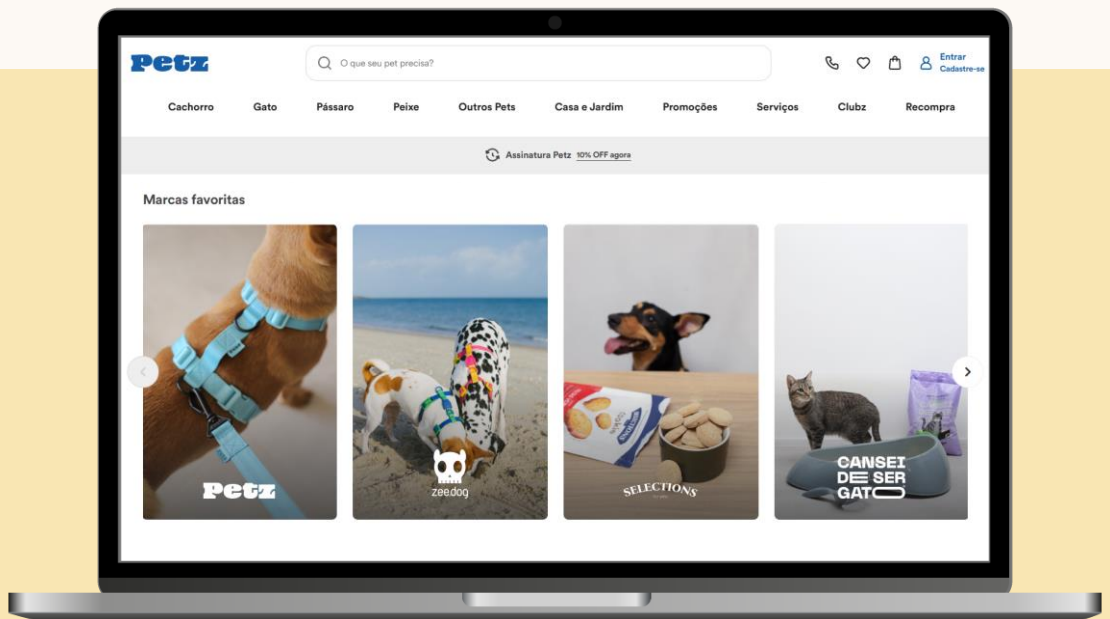 Petz
O que seu pet precisa?
Entrar
Cadastre-se
Cachorro Gato Pássaro Peixe Outros Pets Casa e Jardim Promoções Serviços Clubz Recompra
Assinatura Petz 10% OFF agora
Marcas favoritas
Petz
zee.dog
SELECTIONS
CANSEI
DE SER
GATO